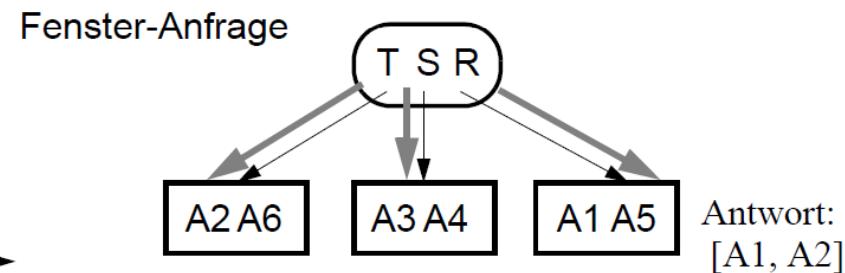 Fenster-Anfrage
T S R
A2 A6
A3 A4
A1 A5
Antwort:
[A1, A2]